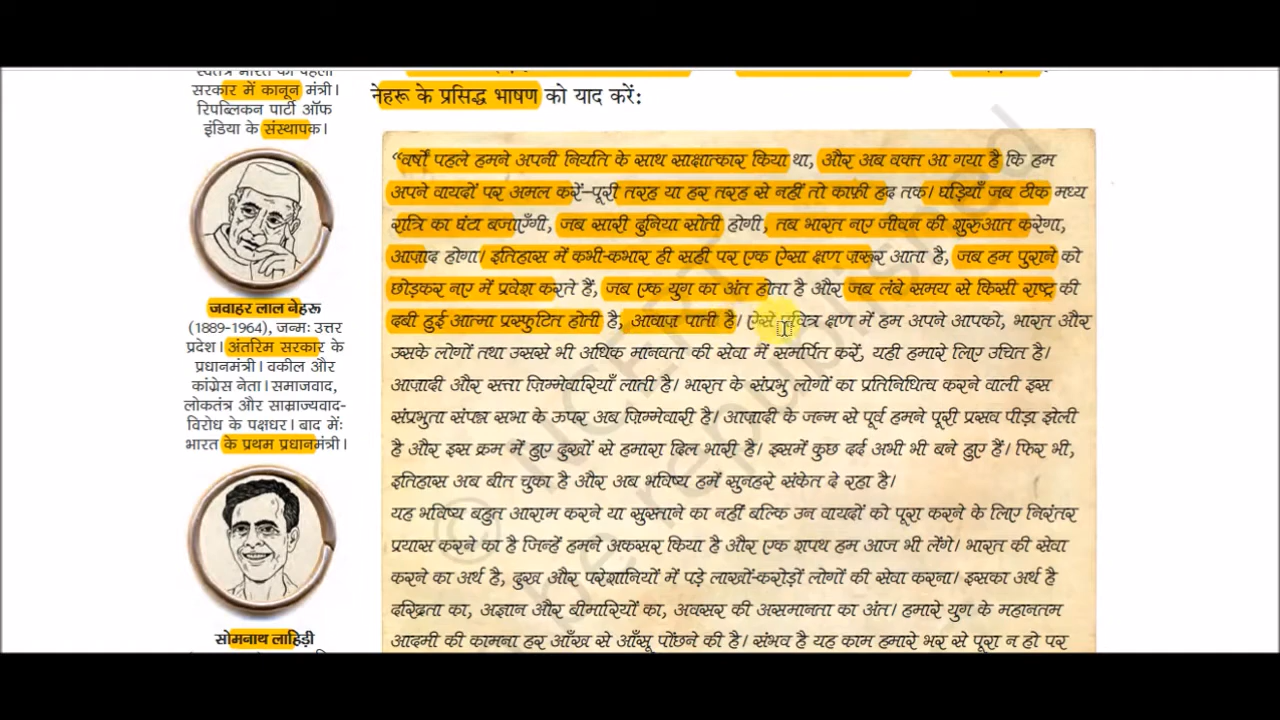 सरकार में कानून मंत्री।
रिपब्लिकन पार्टी ऑफ
इंडिया के संस्थापक।
जवाहर लाल नेहरू
(1889-1964), जन्मः उत्तर
प्रदेश। अंतरिम सरकार के
प्रधानमंत्री। वकील और
कांग्रेस नेता। समाजवाद,
लोकतंत्र और साम्राज्यवाद-
विरोध के पक्षधर। बाद में:
भारत के प्रथम प्रधानमंत्री।
सोमनाथ लाहिड़ी
नेहरू के प्रसिद्ध भाषण को याद करें:
“वर्षों पहले हमने अपनी नियति के साथ साक्षात्कार किया था, और अब वक्त आ गया है कि हम
अपने वायदों पर अमल करें–पूरी तरह या हर तरह से नहीं तो काफ़ी हद तक। घड़ियाँ जब ठीक मध्य
रात्रि का घंटा बजाएँगी, जब सारी दुनिया सोती होगी, तब भारत नए जीवन की शुरुआत करेगा,
आज़ाद होगा। इतिहास में कभी-कभार ही सही पर एक ऐसा क्षण ज़रूर आता है, जब हम पुराने को
छोड़कर नए में प्रवेश करते हैं, जब एक युग का अंत होता है और जब लंबे समय से किसी राष्ट्र की
दबी हुई आत्मा प्रस्फुटित होती है, आवाज़ पाती है। ऐसे पवित्र क्षण में हम अपने आपको, भारत और
उसके लोगों तथा उससे भी अधिक मानवता की सेवा में समर्पित करें, यही हमारे लिए उचित है।
आज़ादी और सत्ता ज़िम्मेवारियाँ लाती है। भारत के संप्रभु लोगों का प्रतिनिधित्व करने वाली इस
संप्रभुता संपन्न सभा के ऊपर अब ज़िम्मेवारी है। आज़ादी के जन्म से पूर्व हमने पूरी प्रसव पीड़ा झेली
है और इस क्रम में हुए दुखों से हमारा दिल भारी है। इसमें कुछ दर्द अभी भी बने हुए हैं। फिर भी,
इतिहास अब बीत चुका है और अब भविष्य हमें सुनहरे संकेत दे रहा है।
यह भविष्य बहुत आराम करने या सुस्ताने का नहीं बल्कि उन वायदों को पूरा करने के लिए निरंतर
प्रयास करने का है जिन्हें हमने अकसर किया है और एक शपथ हम आज भी लेंगे। भारत की सेवा
करने का अर्थ है, दुख और परेशानियों में पड़े लाखों-करोड़ों लोगों की सेवा करना। इसका अर्थ है
दरिद्रता का, अज्ञान और बीमारियों का, अवसर की असमानता का अंत। हमारे युग के महानतम
आदमी की कामना हर आँख से आँसू पोंछने की है। संभव है यह काम हमारे भर से पूरा न हो पर